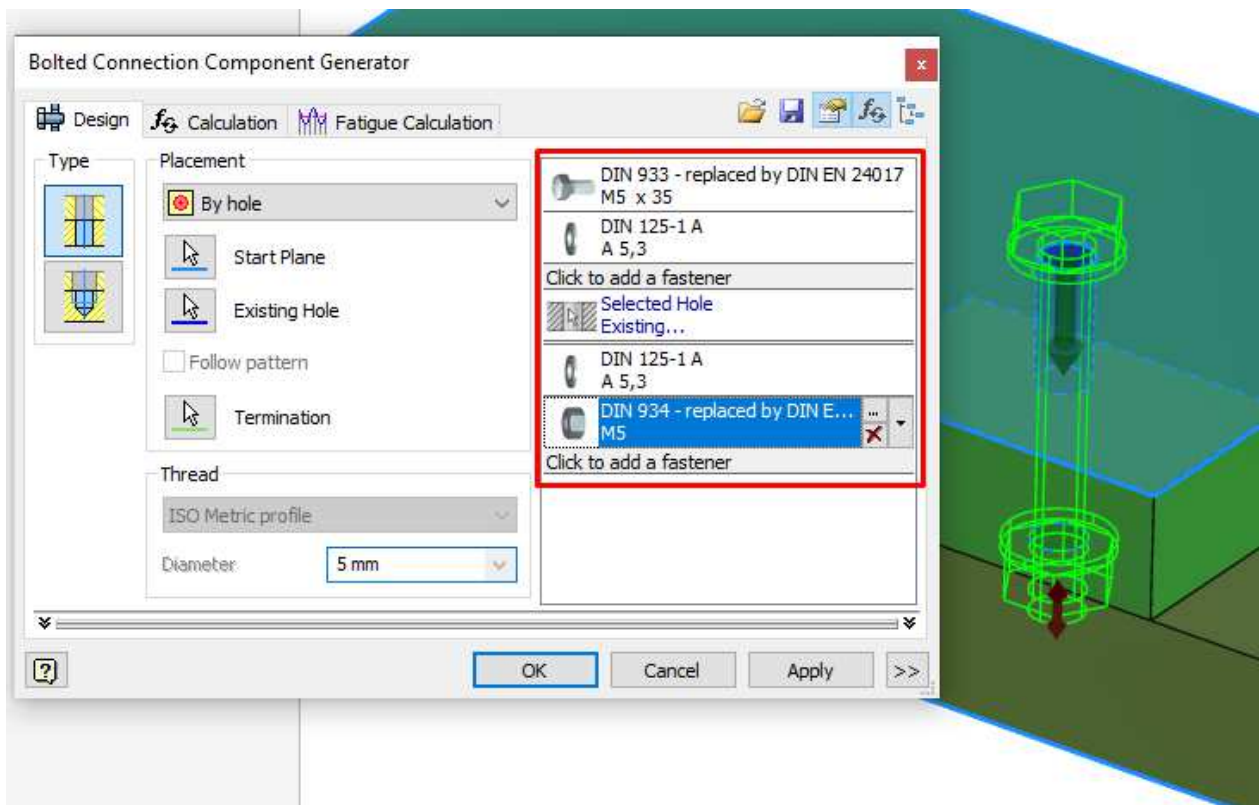 Bolted Connection Component Generator
x
Design
Calculation
Fatigue Calculation
Type
Placement
By hole
Start Plane
Existing Hole
Follow pattern
Termination
Thread
ISO Metric profile
Diameter
5 mm
DIN 933 - replaced by DIN EN 24017
M5 x 35
DIN 125-1 A
A 5,3
Click to add a fastener
Selected Hole
Existing...
DIN 125-1 A
A 5,3
DIN 934 - replaced by DIN E...
...
M5
Click to add a fastener
?
OK
Cancel
Apply
>>